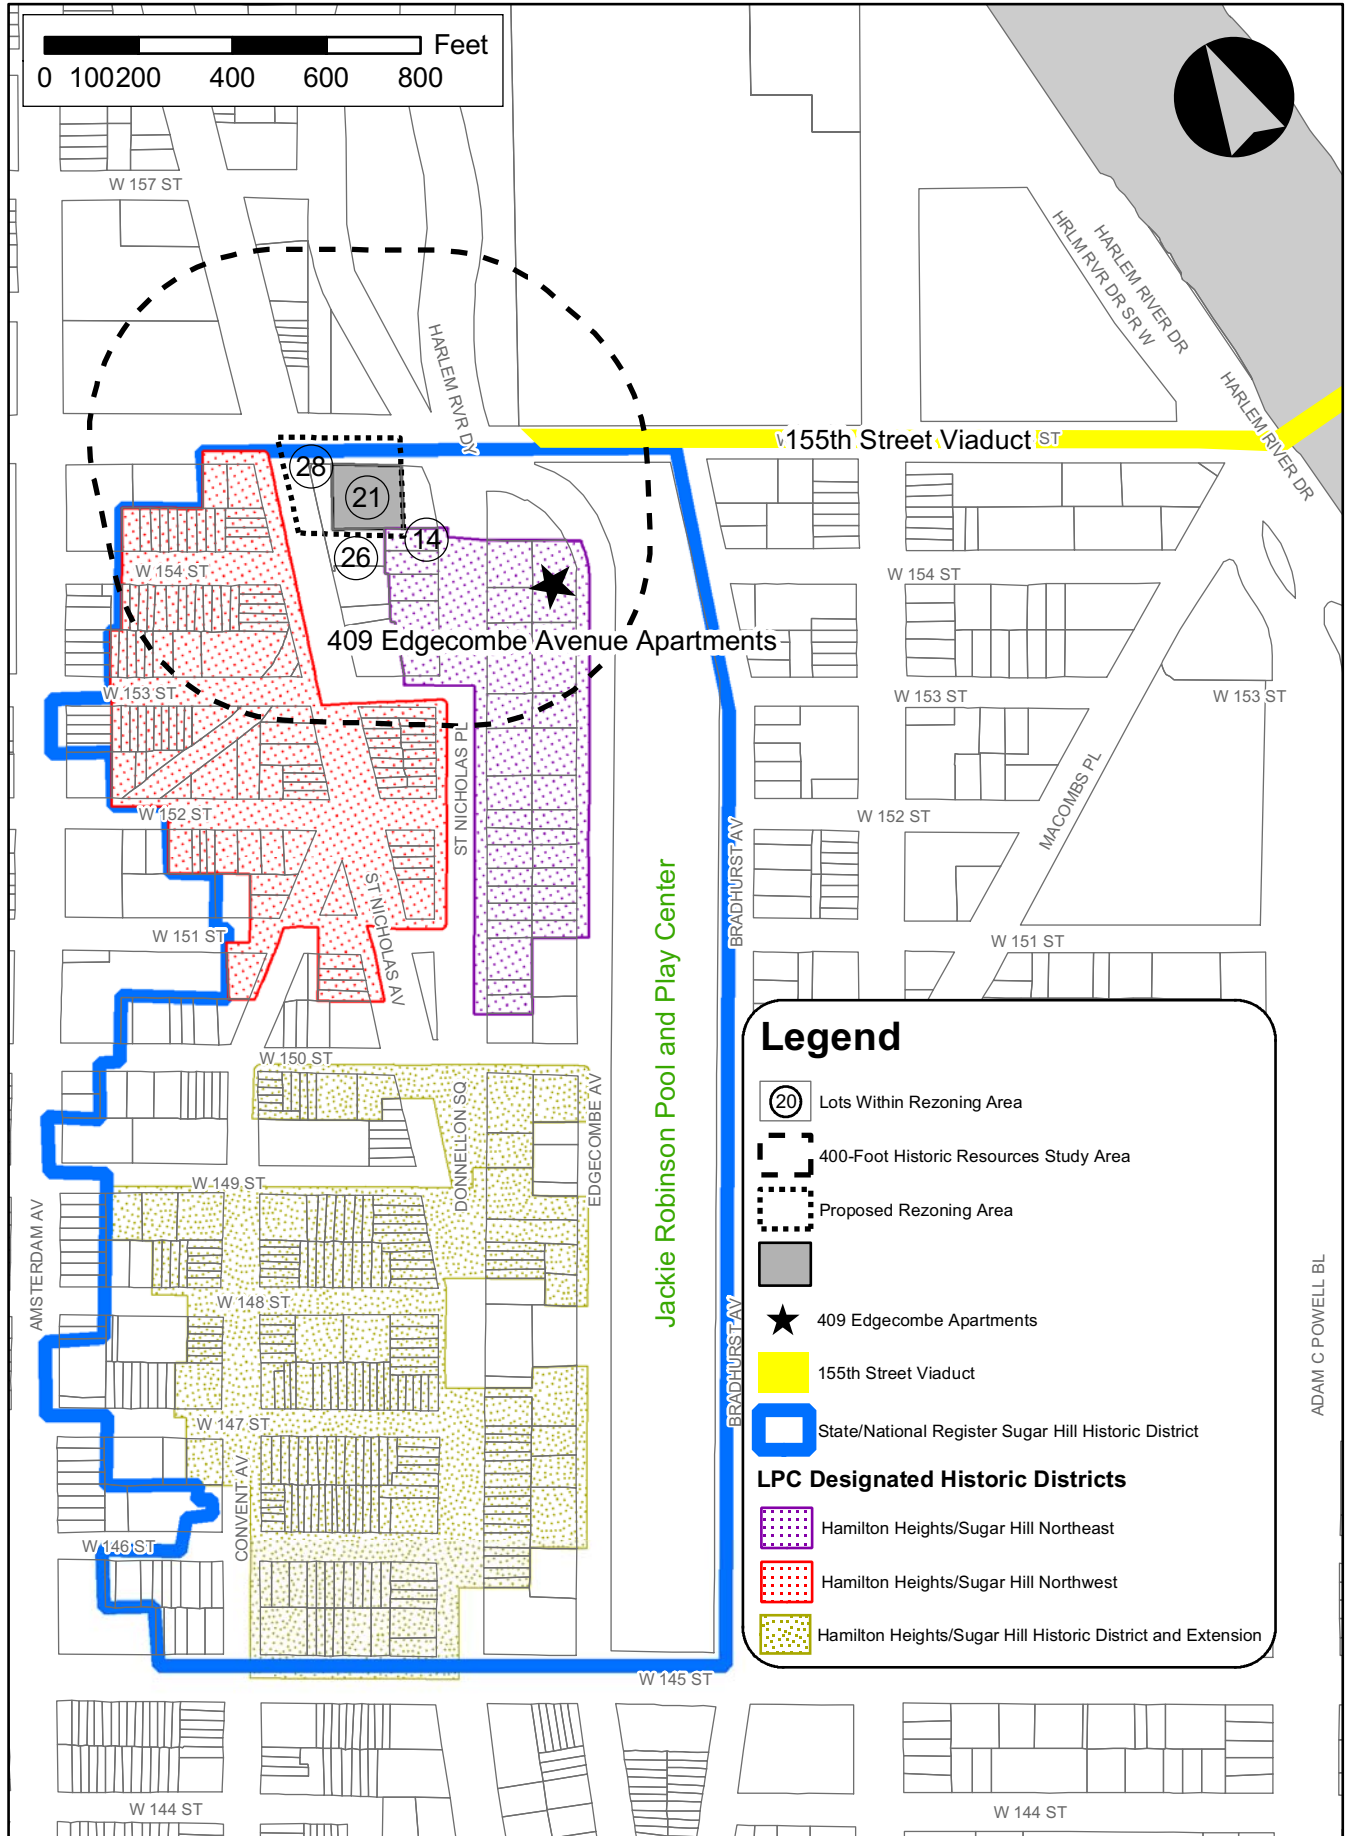 Feet
0 100 200 400 600 800
W 157 ST
HARLEM RIVER DR
HRLM RVR DR SR W
HARLEM RVR DY
HARLEM RIVER DR
155th Street Viaduct ST
28
21
14
26
W 154 ST
W 154 ST
409 Edgecombe Avenue Apartments
W 153 ST
W 153 ST
W 153 ST
ST NICHOLAS PL
MACOMBS PL
W 152 ST
W 152 ST
BRADHURST AV
ST NICHOLAS AV
Jackie Robinson Pool and Play Center
W 151 ST
W 151 ST
W 150 ST
DONNELLON SQ
EDGECOMBE AV
W 149 ST
AMSTERDAM AV
W 148 ST
BRADHURST AV
ADAM C POWELL BL
W 147 ST
CONVENT AV
W 146 ST
W 145 ST
W 144 ST
W 144 ST
Legend
20 Lots Within Rezoning Area
400-Foot Historic Resources Study Area
Proposed Rezoning Area
409 Edgecombe Apartments
155th Street Viaduct
State/National Register Sugar Hill Historic District
LPC Designated Historic Districts
Hamilton Heights/Sugar Hill Northeast
Hamilton Heights/Sugar Hill Northwest
Hamilton Heights/Sugar Hill Historic District and Extension